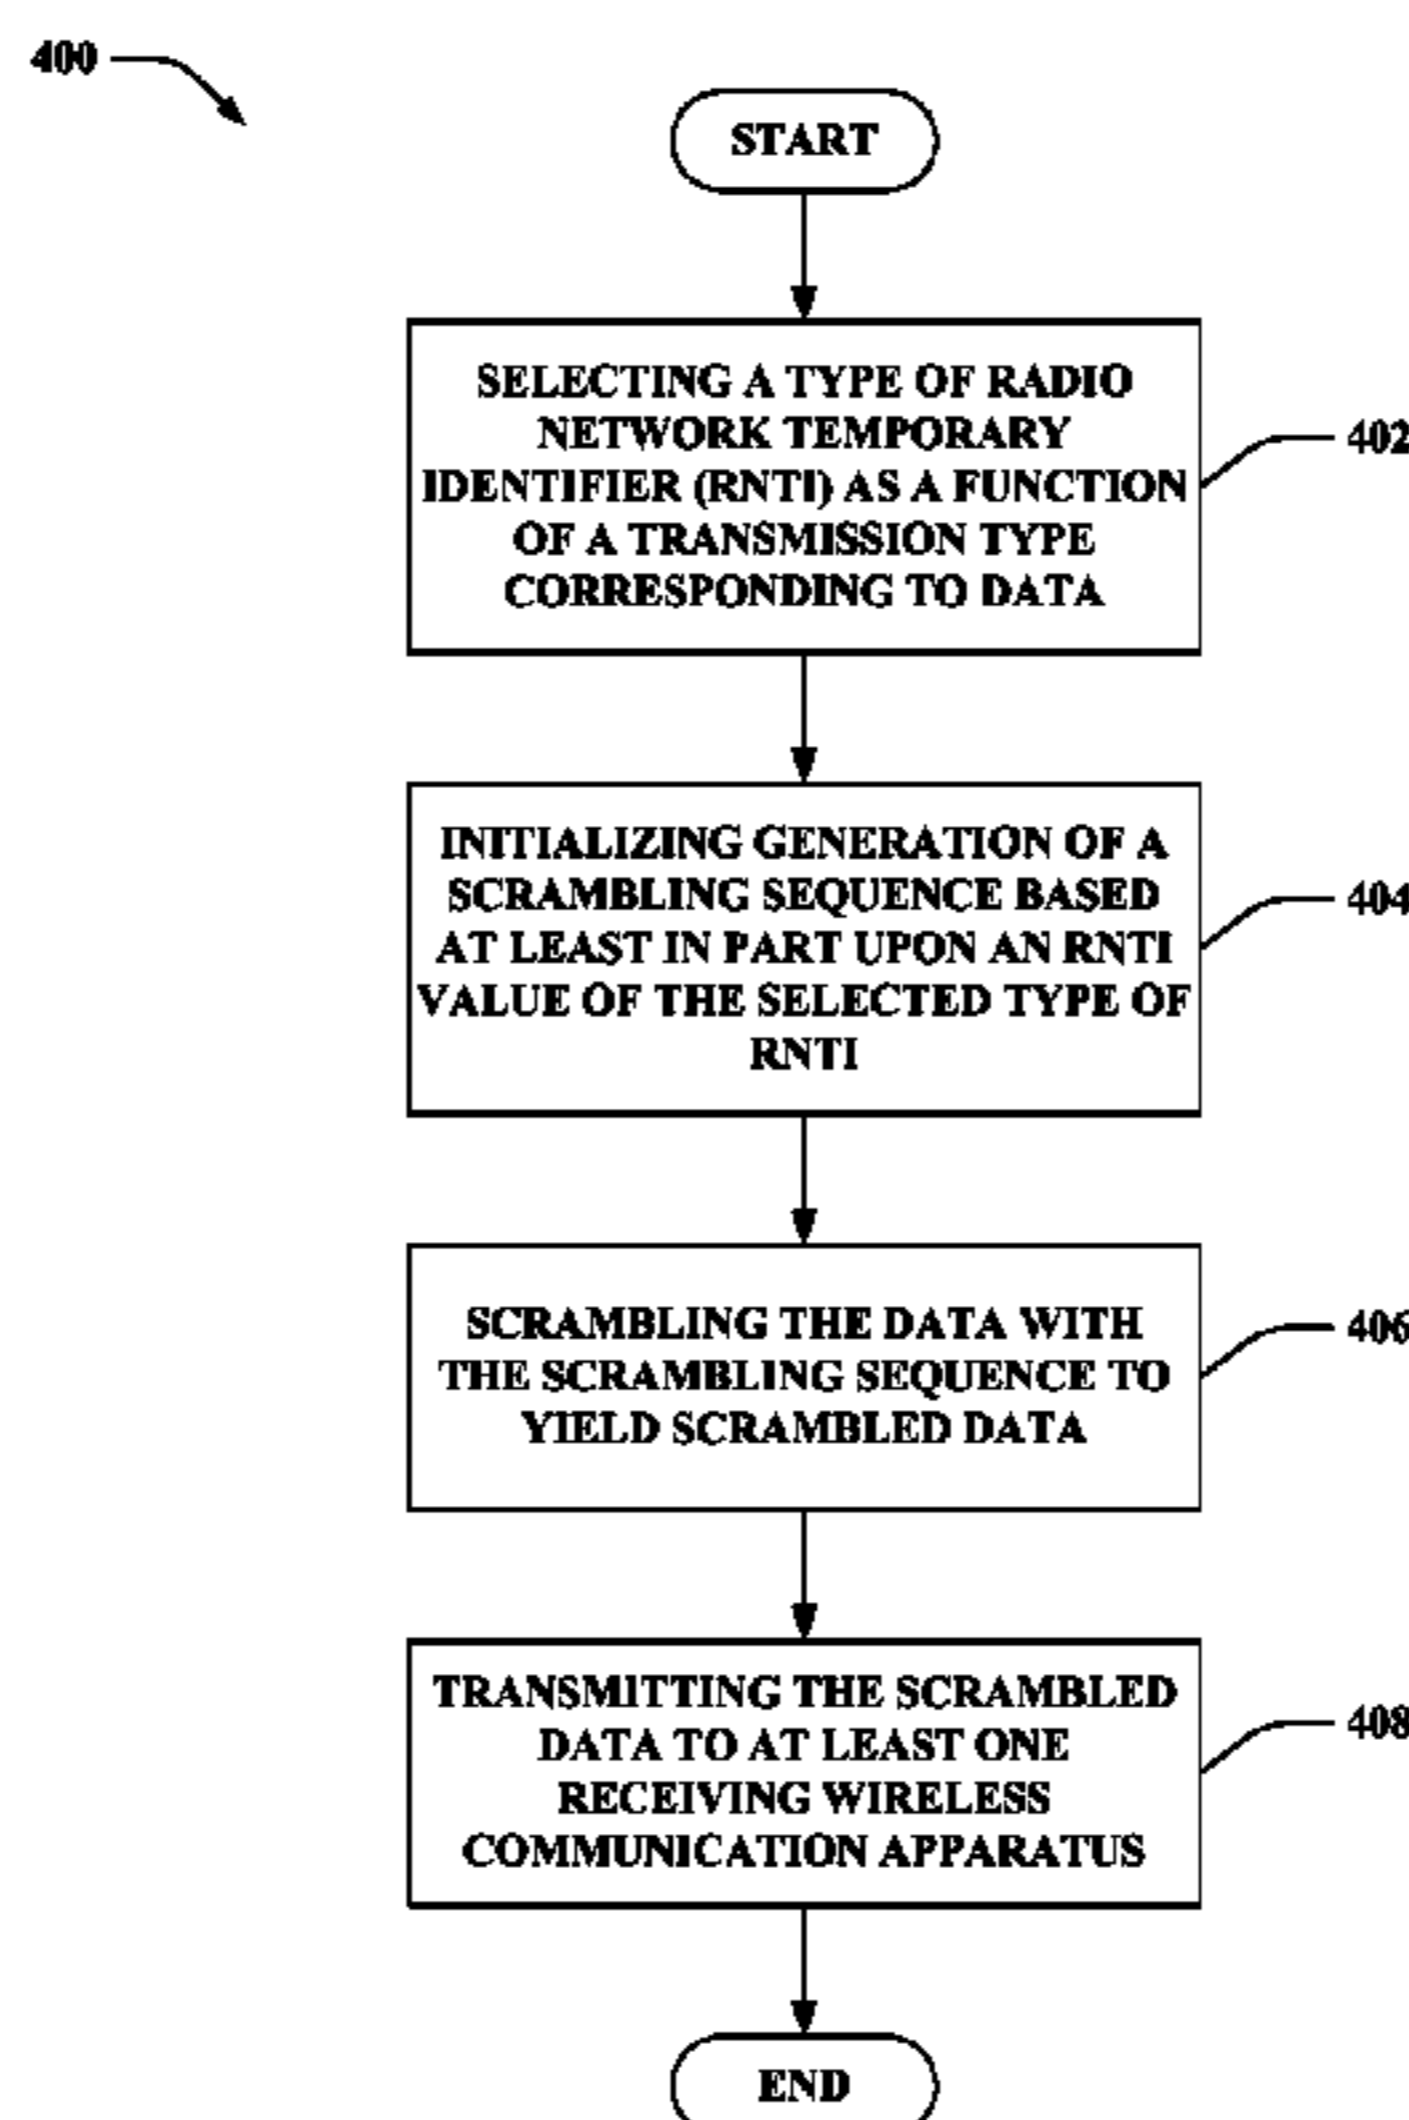 400
START
SELECTING A TYPE OF RADIO
NETWORK TEMPORARY
IDENTIFIER (RNTI) AS A FUNCTION
OF A TRANSMISSION TYPE
CORRESPONDING TO DATA
402
INITIALIZING GENERATION OF A
SCRAMBLING SEQUENCE BASED
AT LEAST IN PART UPON AN RNTI
VALUE OF THE SELECTED TYPE OF
RNTI
404
SCRAMBLING THE DATA WITH
THE SCRAMBLING SEQUENCE TO
YIELD SCRAMBLED DATA
406
TRANSMITTING THE SCRAMBLED
DATA TO AT LEAST ONE
RECEIVING WIRELESS
COMMUNICATION APPARATUS
408
END